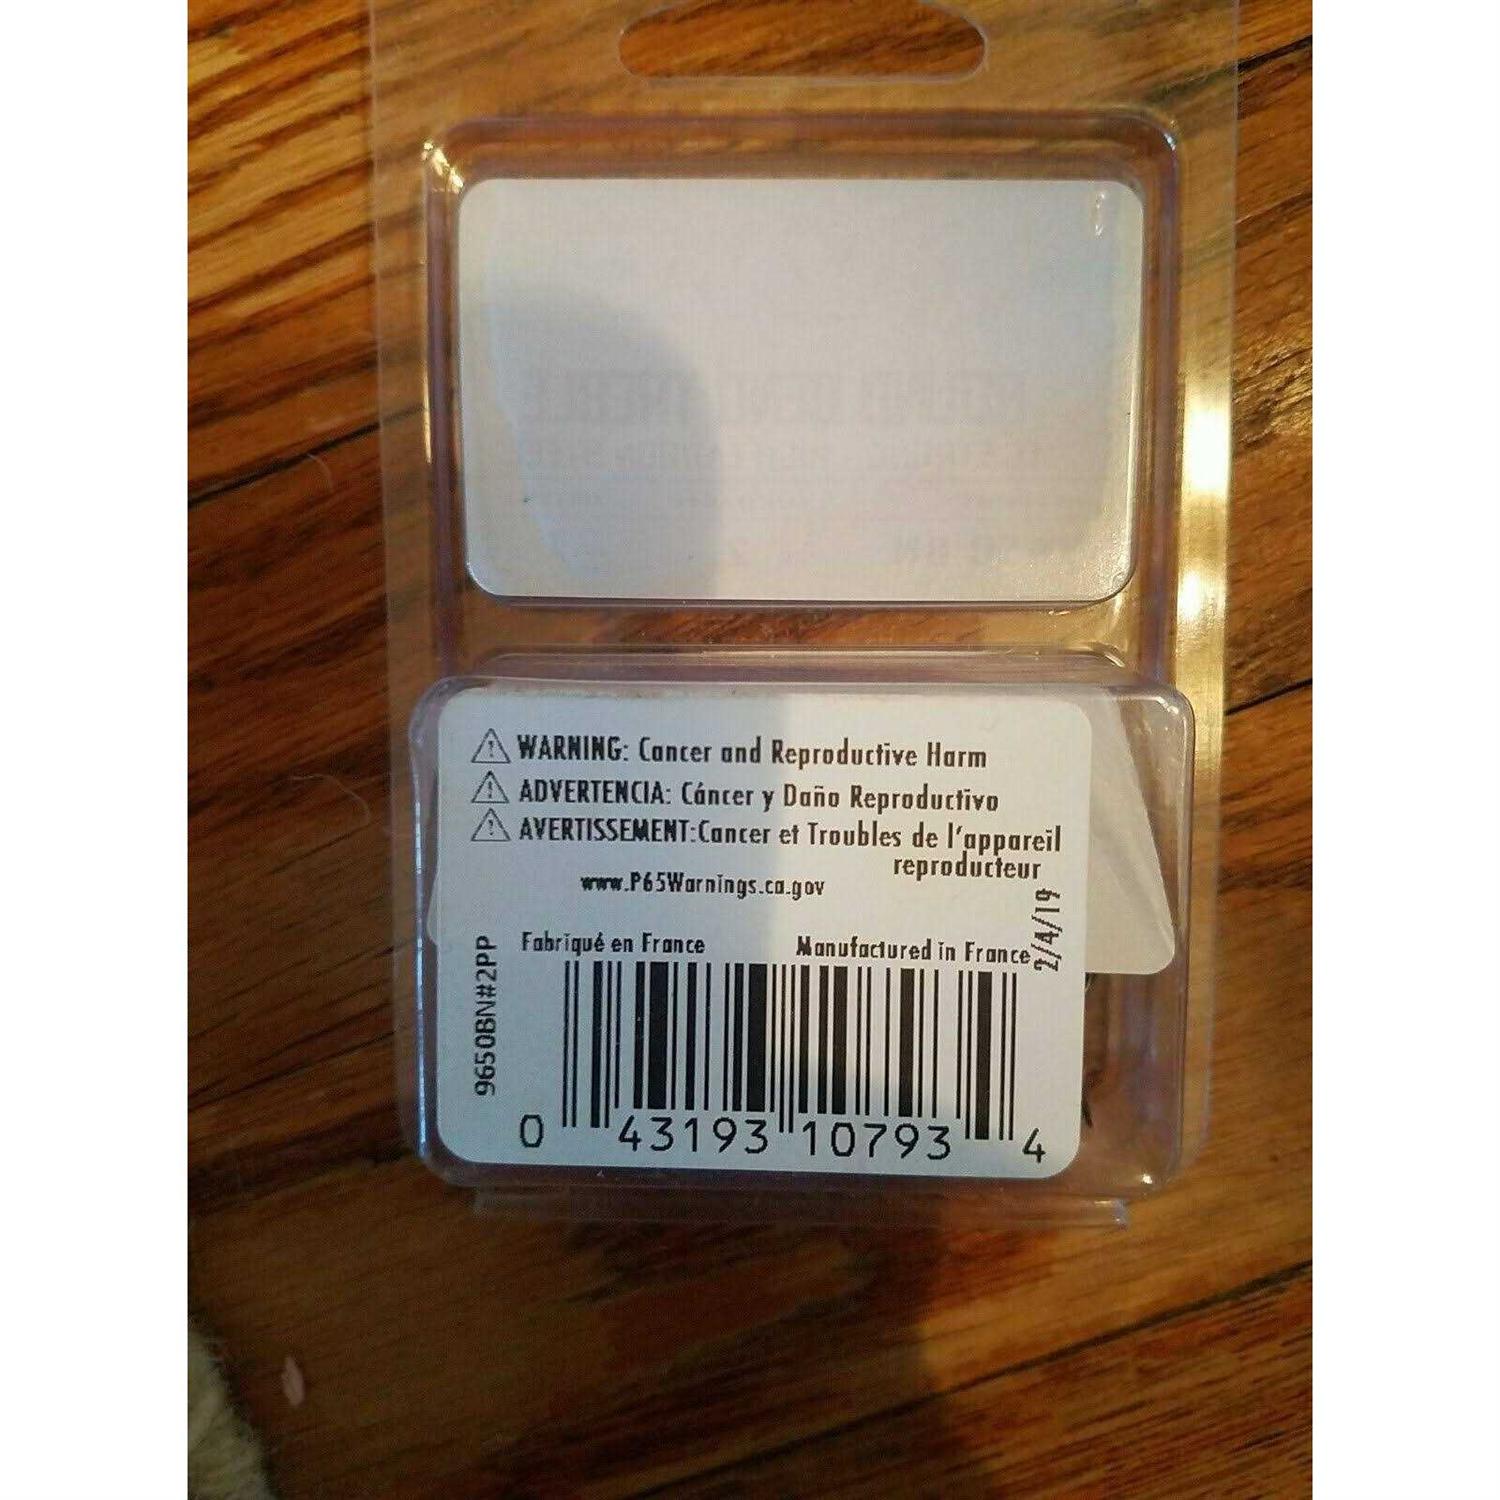 WARNING: Cancer and Reproductive Harm
ADVERTENCIA: Cáncer y Daño Reproductivo
AVERTISSEMENT:Cancer et Troubles de l'appareil
reproducteur
www.P65Warnings.ca.gov
2/4/19
Fabriqué en France
Manufactured in France
9650BN#2PP
0 43193 10793 4